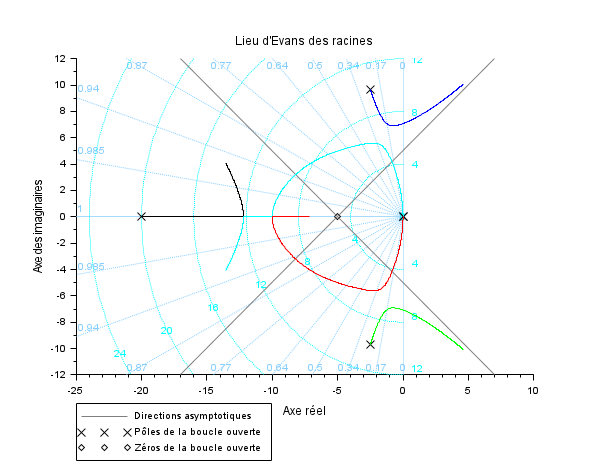 Lieu d'Evans des racines
12
0.87 0.76 0.64 0.5 0.34 0.17 0 12
10
0.94
8 8
6
0.985
4 4
2
1
0
-2
4
-4 0.985 8 4
12
-6
16
-8 0.94 20 8
24
-10
0.87 0.76 0.64 0.5 0.34 0.17 0 12
-12
-25 -20 -15 -10 -5 0 5 10
Axe des imaginaires
Axe réel
Directions asymptotiques
Pôles de la boucle ouverte
Zéros de la boucle ouverte